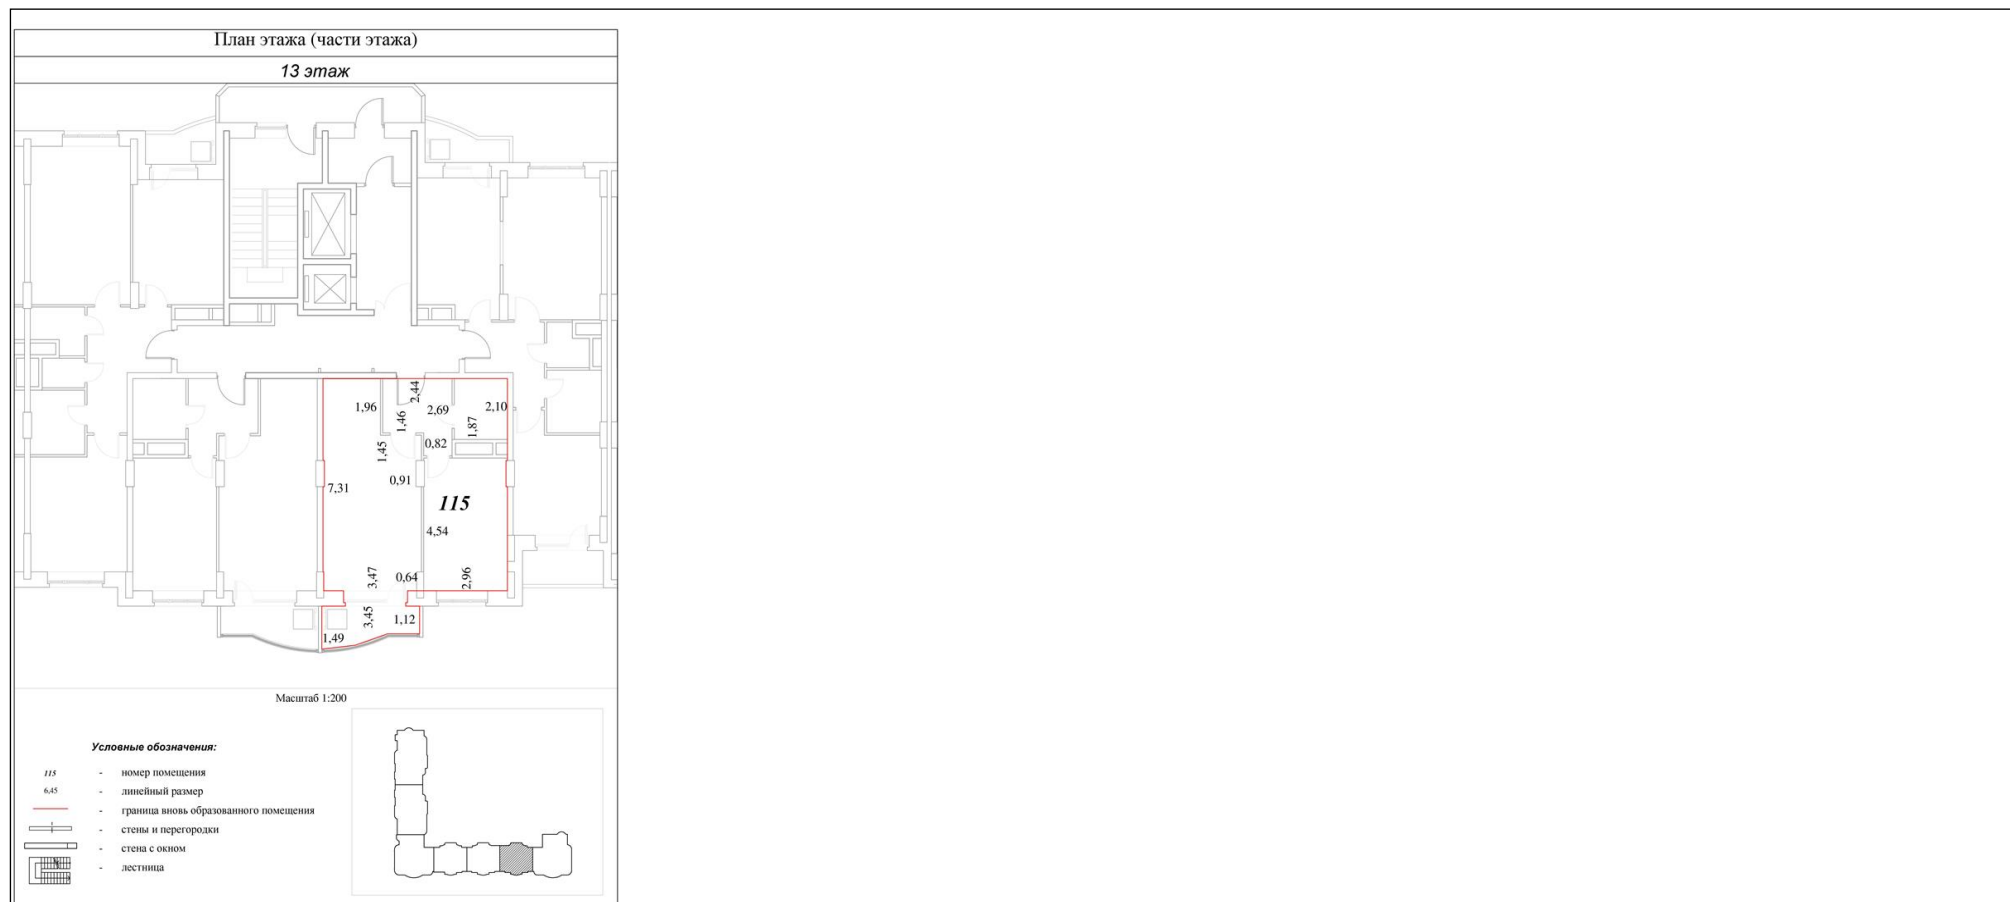 План этажа (части этажа)
13 этаж
2,44
1,96
2,69
2,10
1,46
1,87
0,82
1,45
0,91
7,31
115
4,54
3,47
0,64
2,96
3,45
1,12
1,49
Масштаб 1:200
Условные обозначения:
115 - номер помещения
6,45 - линейный размер
- граница вновь образованного помещения
- стены и перегородки
- стена с окном
- лестница